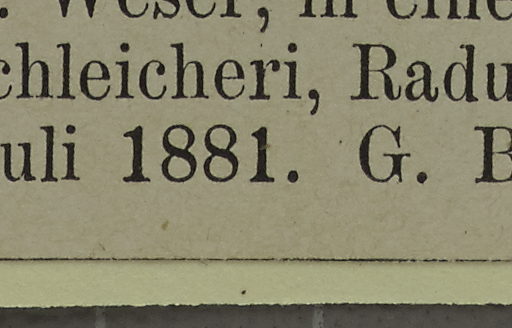 . Weser, in eine
chleicheri, Radu
uli 1881. G. B